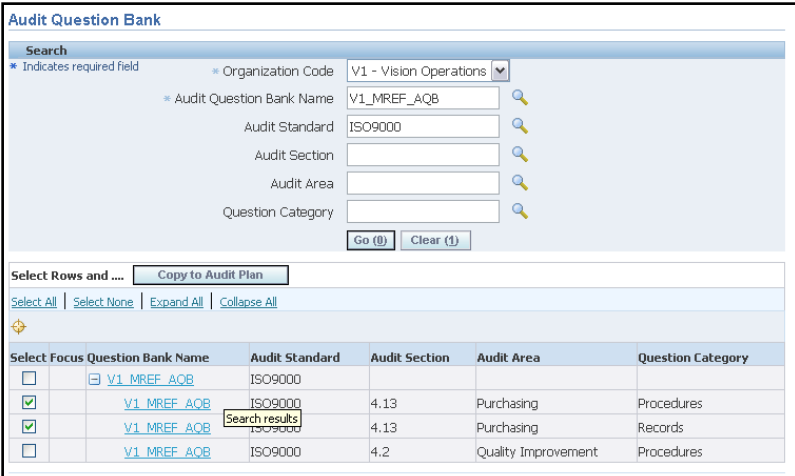 Audit Question Bank
Search
* Indicates required field
* Organization Code V1 - Vision Operations
* Audit Question Bank Name V1_MREF_AQB
Audit Standard ISO9000
Audit Section
Audit Area
Question Category
Go (0) Clear (1)
Select Rows and .... Copy to Audit Plan
Select All | Select None | Expand All | Collapse All
Select Focus Question Bank Name Audit Standard Audit Section Audit Area Question Category
V1_MREF_AQB ISO9000
V1_MREF_AQB ISO9000 4.13 Purchasing Procedures
Search results
V1_MREF_AQB ISO9000 4.13 Purchasing Records
V1_MREF_AQB ISO9000 4.2 Quality Improvement Procedures